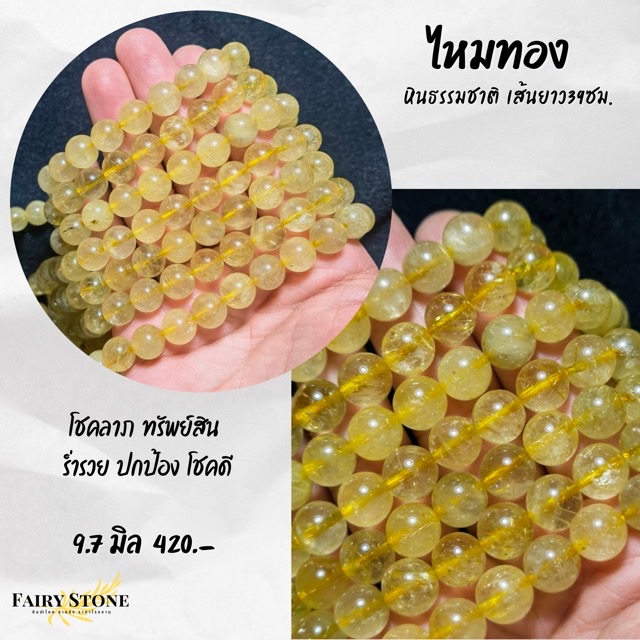 ไหมทอง
หินธรรมชาติ เส้นยาว39ซม.
โชคลาภ ทรัพย์สิน
ร่ำรวย ปกป้อง โชคดี
9.7 มิล 420.-
FAIRY STONE